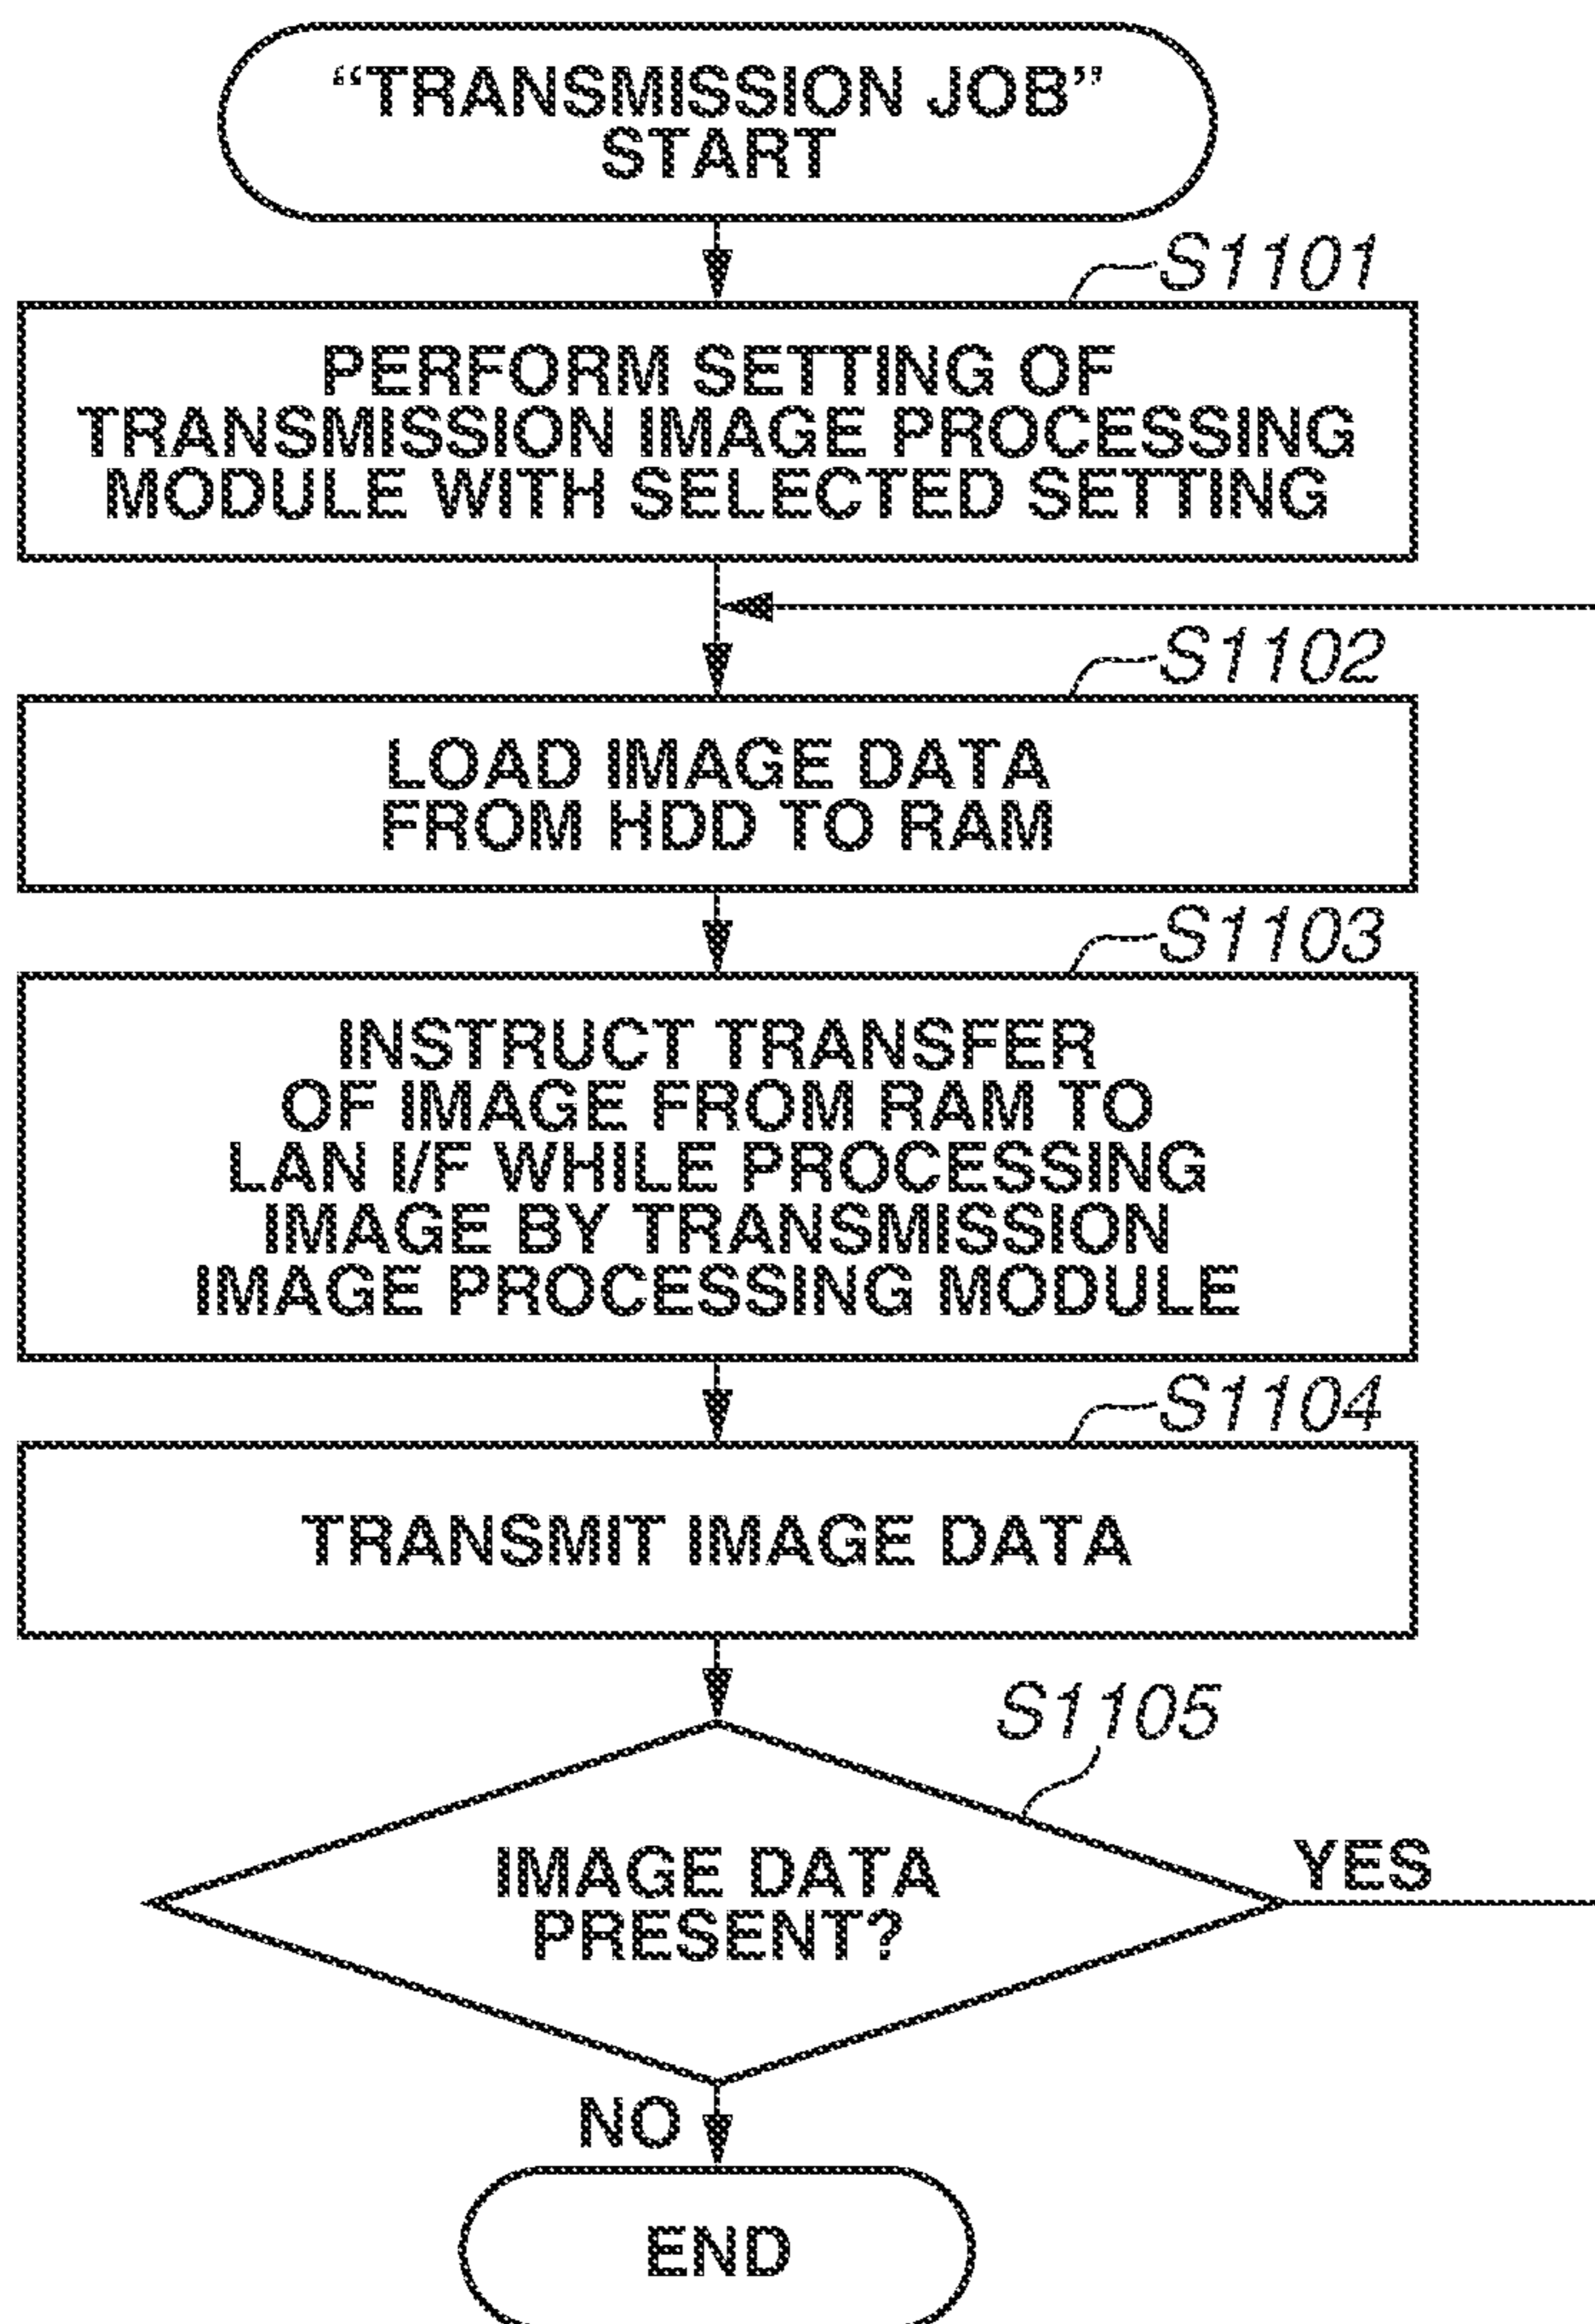 “TRANSMISSION JOB”
START
S1101
PERFORM SETTING OF
TRANSMISSION IMAGE PROCESSING
MODULE WITH SELECTED SETTING
S1102
LOAD IMAGE DATA
FROM HDD TO RAM
S1103
INSTRUCT TRANSFER
OF IMAGE FROM RAM TO
LAN I/F WHILE PROCESSING
IMAGE BY TRANSMISSION
IMAGE PROCESSING MODULE
S1104
TRANSMIT IMAGE DATA
S1105
IMAGE DATA
PRESENT?
YES
NO
END